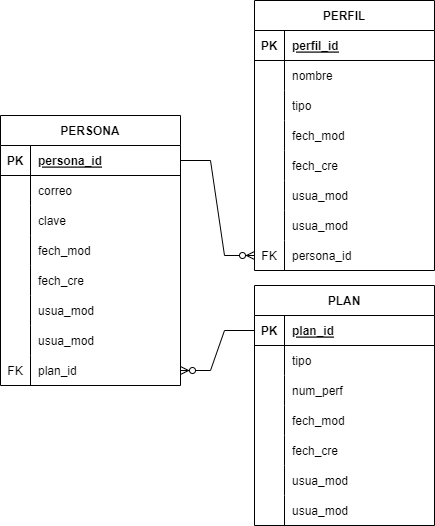 PERFIL
PK perfil_id
nombre
tipo
fech_mod
fech_cre
usua_mod
usua_mod
FK persona_id
PERSONA
PK persona_id
correo
clave
fech_mod
fech_cre
usua_mod
usua_mod
FK plan_id
PLAN
PK plan_id
tipo
num_perf
fech_mod
fech_cre
usua_mod
usua_mod